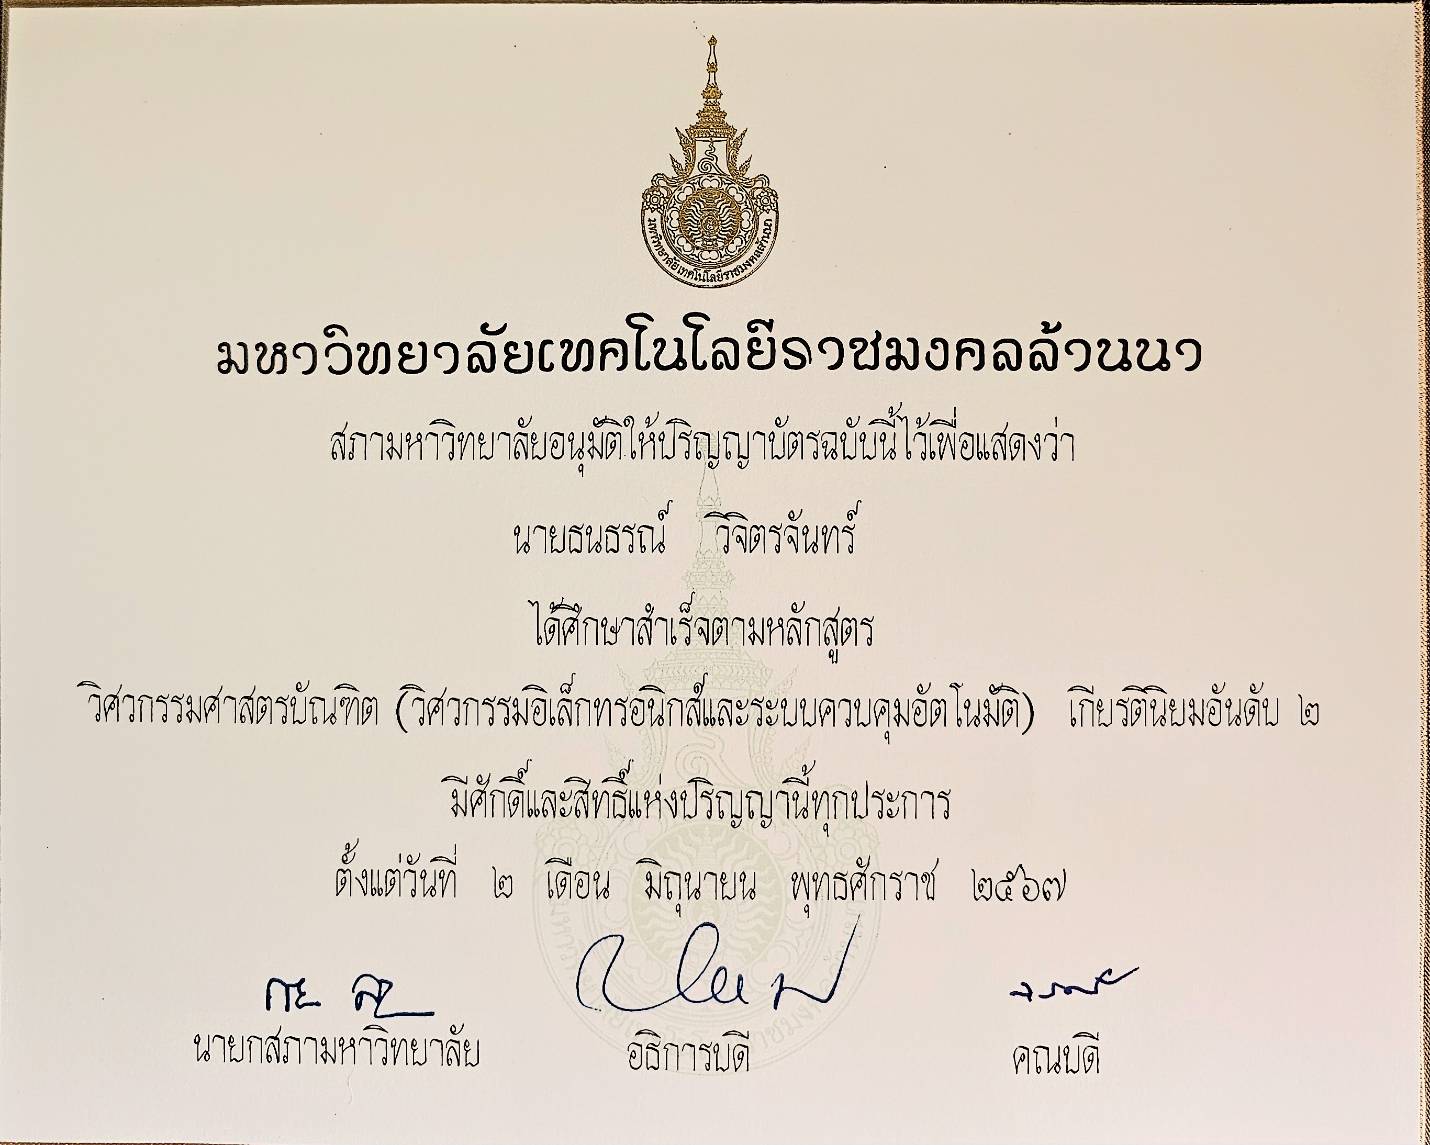 มหาวิทยาลัยเทคโนโลยีราชมงคลล้านนา
มหาวิทยาลัยเทคโนโลยีราชมงคลล้านนา
สภามหาวิทยาลัยอนุมัติให้ปริญญาบัตรฉบับนี้ไว้เพื่อแสดงว่า
นายธนธรณ์ วิจิตรจันทร์
ได้ศึกษาสำเร็จตามหลักสูตร
วิศวกรรมศาสตรบัณฑิต (วิศวกรรมอิเล็กทรอนิกส์และระบบควบคุมอัตโนมัติ) เกียรตินิยมอันดับ ๒
มีศักดิ์และสิทธิ์แห่งปริญญานี้ทุกประการ
ตั้งแต่วันที่ ๒ เดือน มิถุนายน พุทธศักราช ๒๕๖๗
นายกสภามหาวิทยาลัย อธิการบดี คณบดี